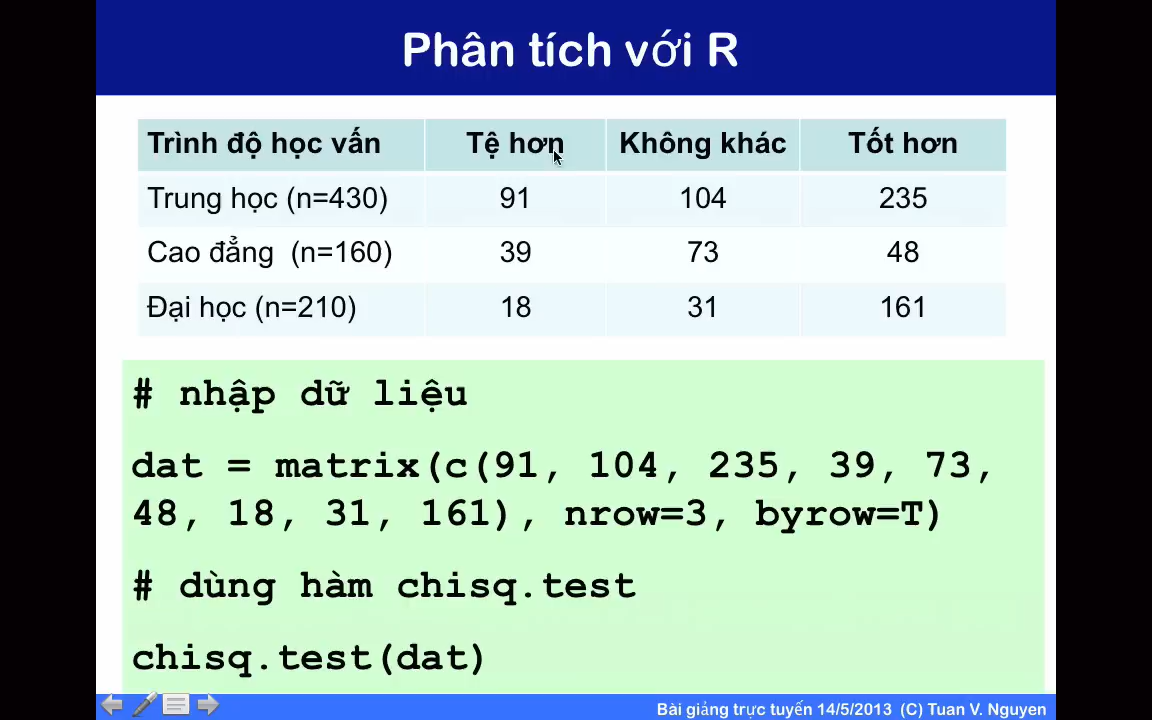 Phân tích với R
Trình độ học vấn Tệ hơn Không khác Tốt hơn
Trung học (n=430) 91 104 235
Cao đẳng (n=160) 39 73 48
Đại học (n=210) 18 31 161
# nhập dữ liệu
dat = matrix(c(91, 104, 235, 39, 73,
48, 18, 31, 161), nrow=3, byrow=T)
# dùng hàm chisq.test
chisq.test(dat)
Bài giảng trực tuyến 14/5/2013 (C) Tuan V. Nguyen